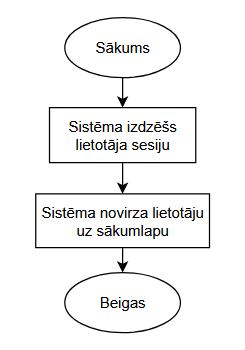 Sākums
Sistēma izdzēšs
lietotāja sesiju
Sistēma novirza lietotāju
uz sākumlapu
Beigas